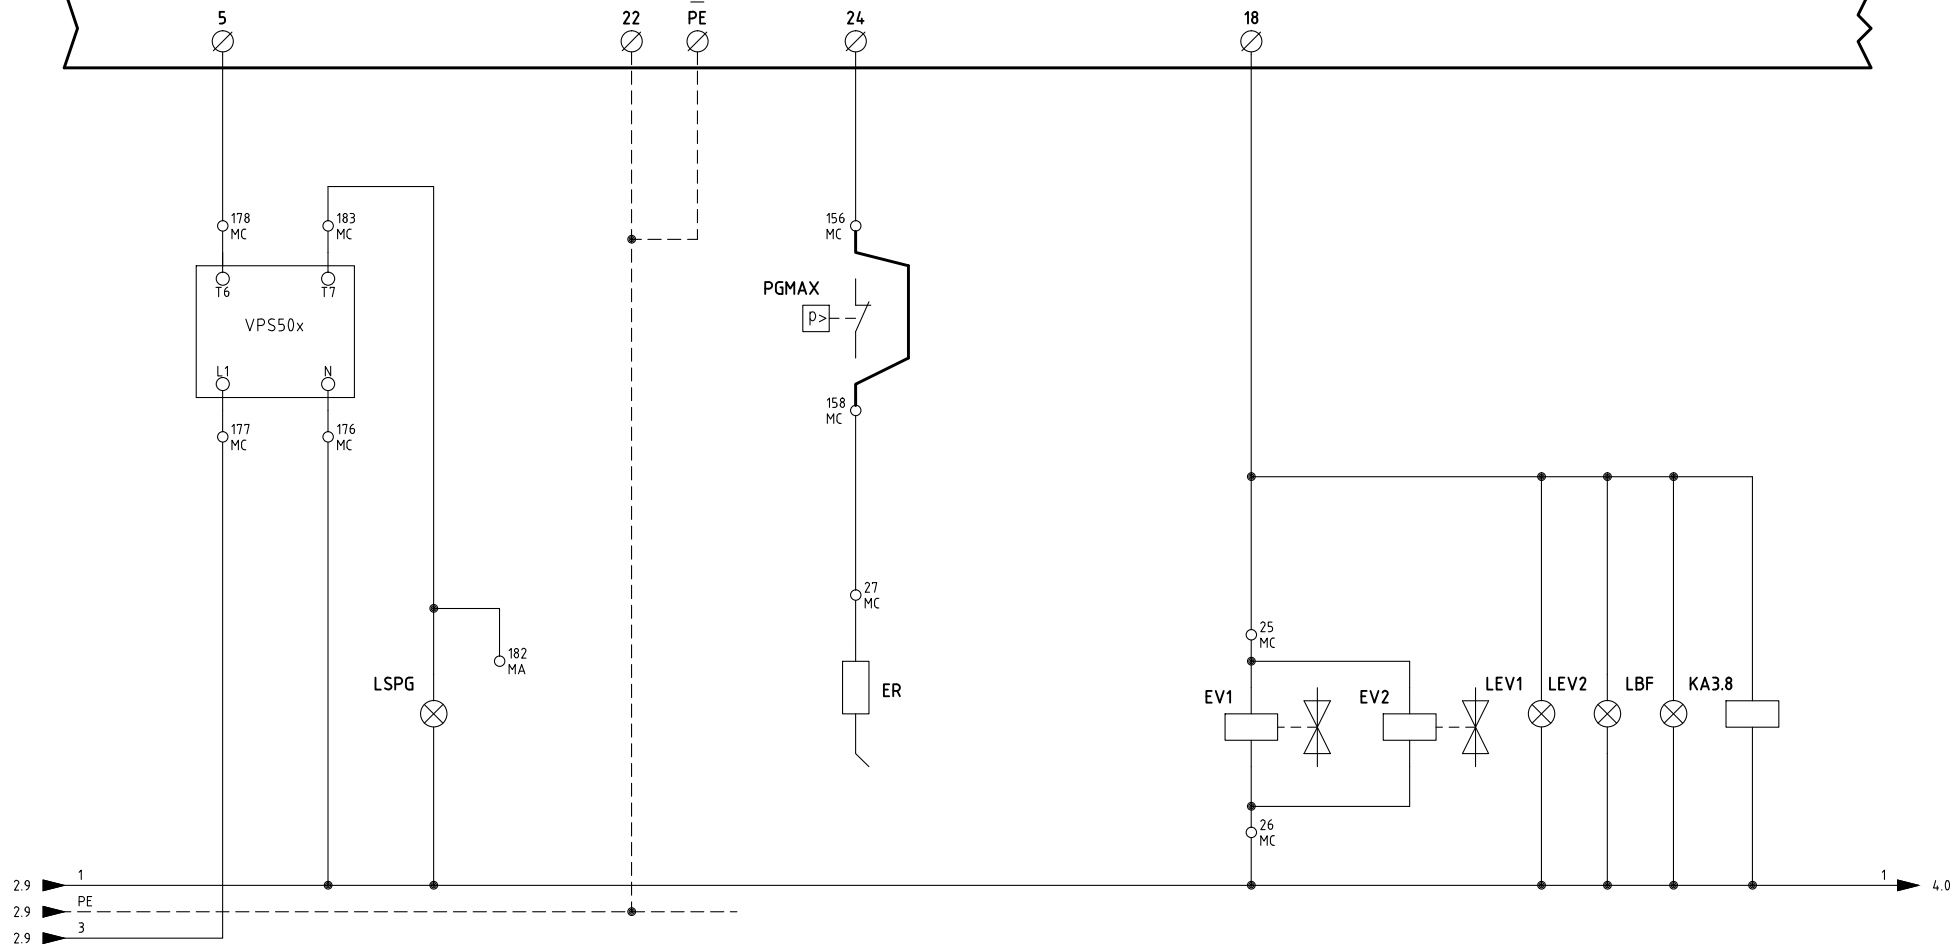 5
22
PE
24
18
178
MC
183
MC
156
MC
T6
T7
PGMAX
p>
VPS50x
L1
N
158
MC
177
MC
176
MC
27
MC
25
MC
182
MA
LSPG
ER
EV1
EV2
LEV1
LEV2
LBF
KA3.8
26
MC
2.9
1
1
4.0
2.9
PE
2.9
3